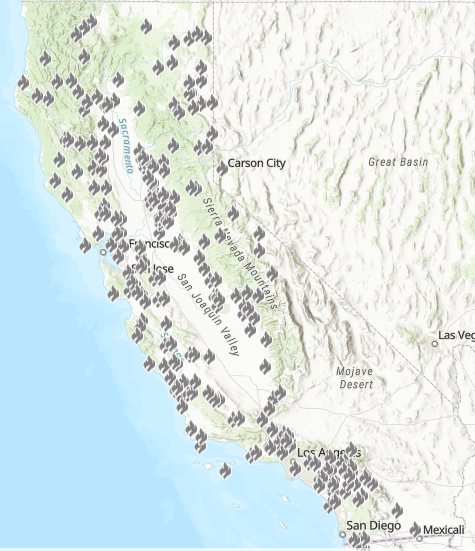 Sacramento
Carson City
Great Basin
Sierra Nevada Mountains
Francisco
San Jose
San Joaquin Valley
Las Veg
Mojave
Desert
Los Angeles
San Diego
Mexicali